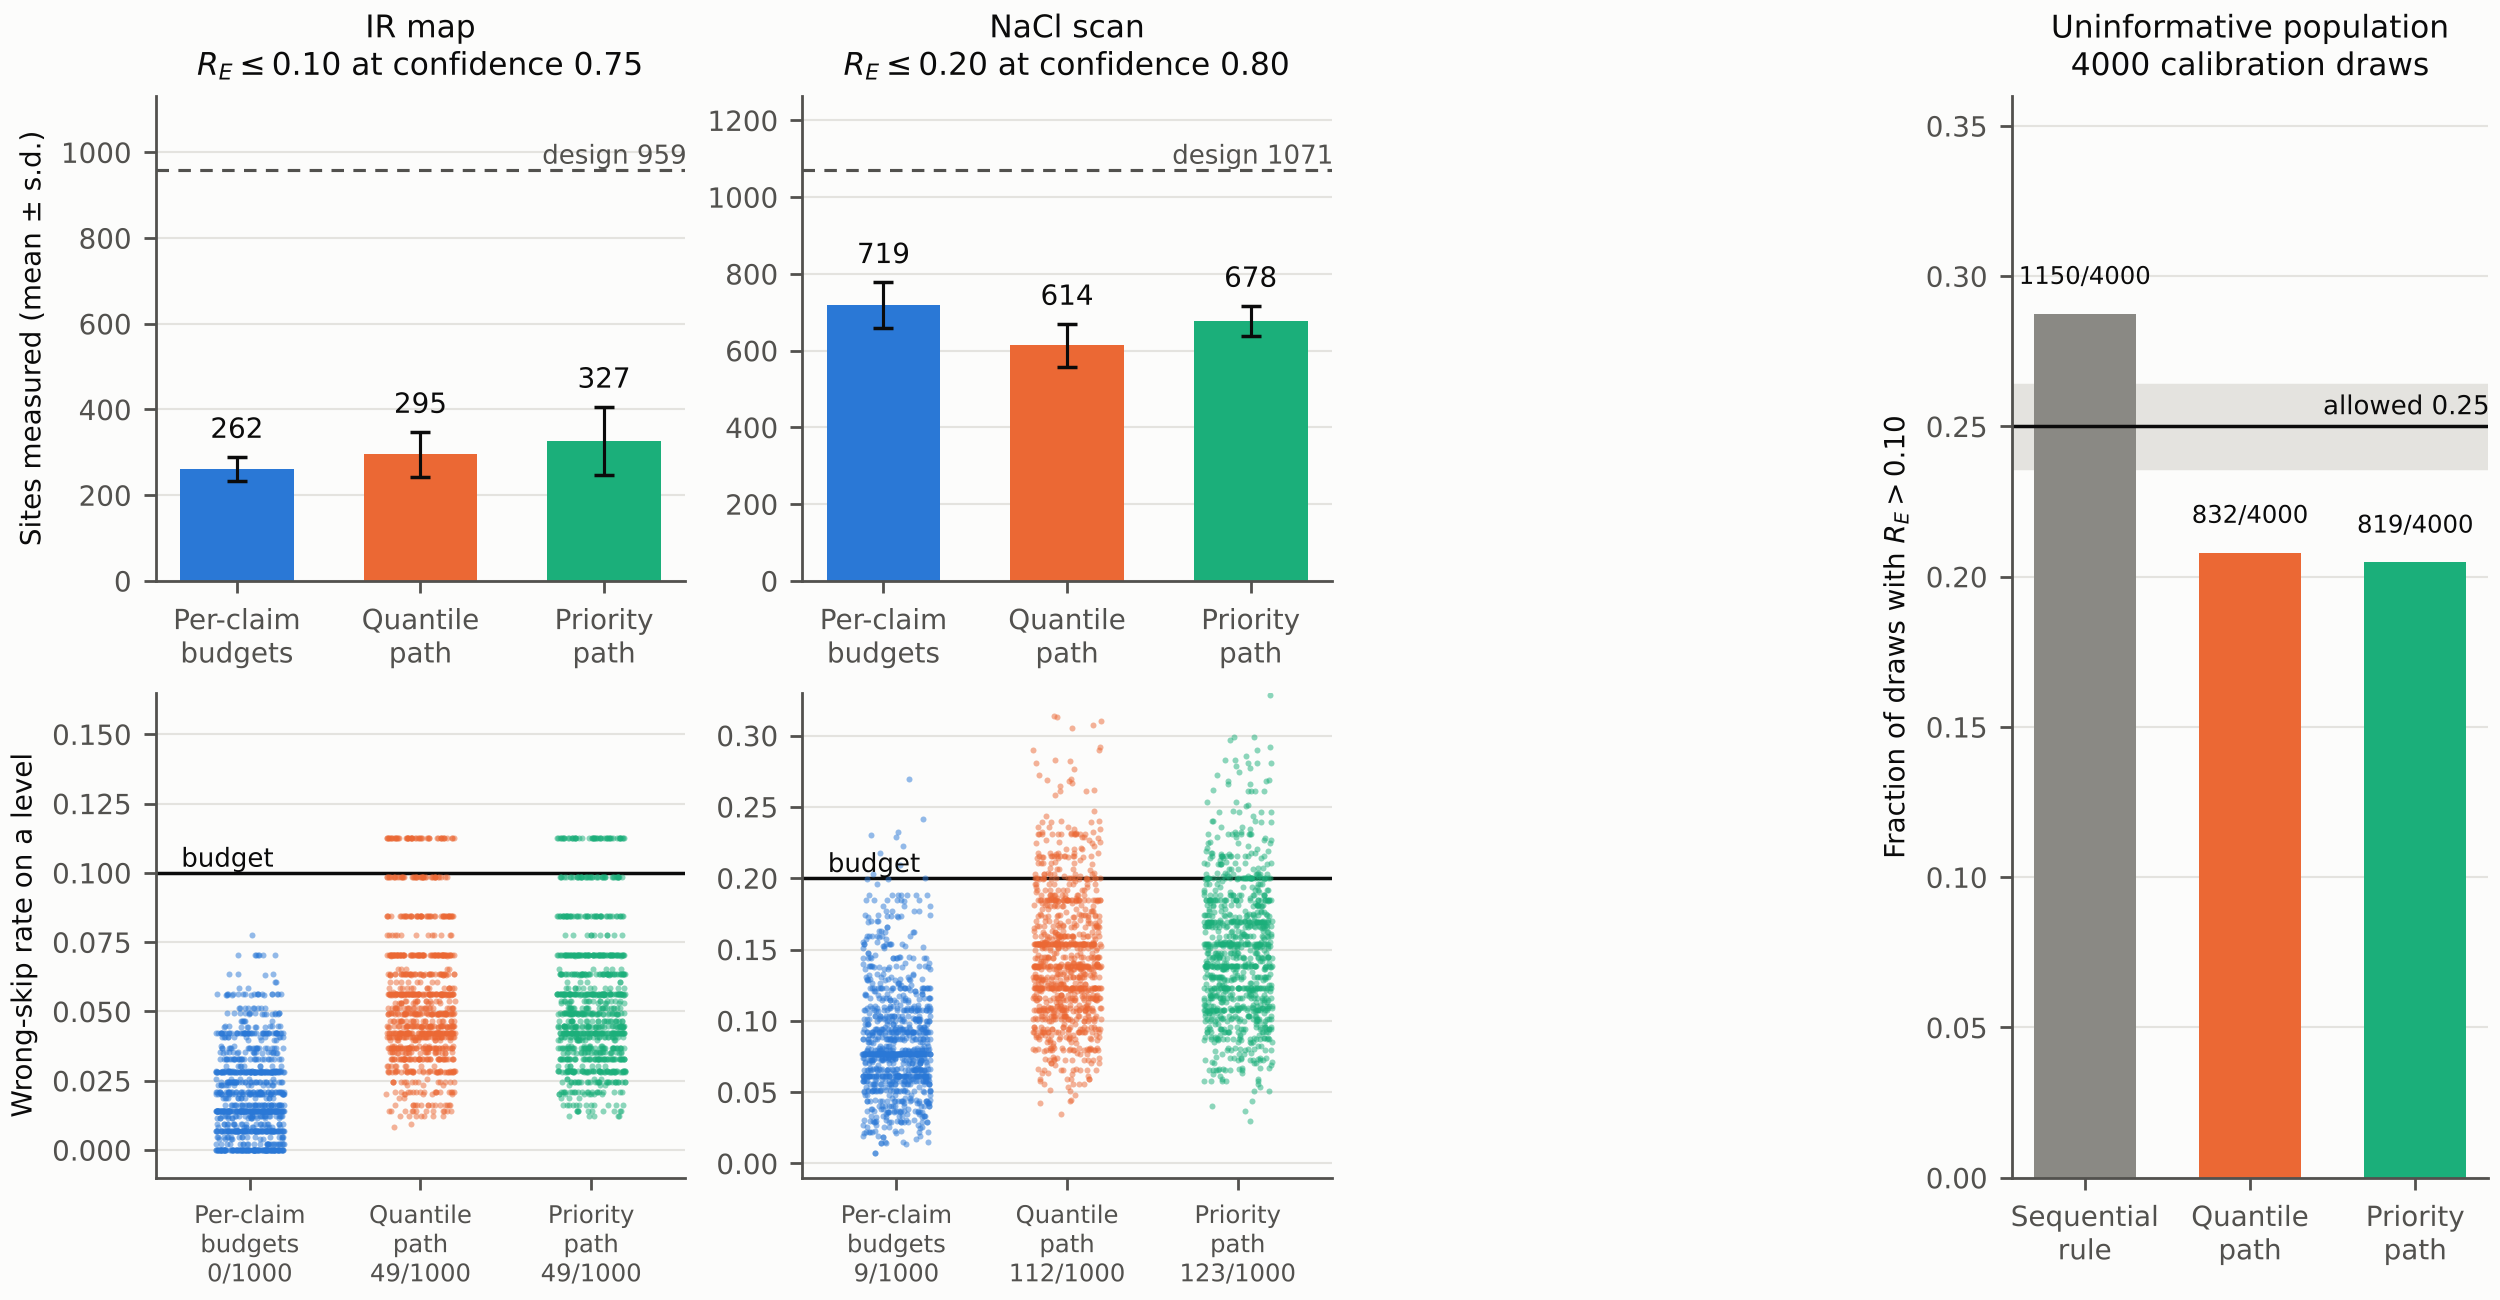 IR map
R_E ≤ 0.10 at confidence 0.75
Sites measured (mean ± s.d.)
1000
800
600
400
200
0
design 959
262
295
327
Per-claim
budgets
Quantile
path
Priority
path
NaCl scan
R_E ≤ 0.20 at confidence 0.80
1200
1000
800
600
400
200
0
design 1071
719
614
678
Per-claim
budgets
Quantile
path
Priority
path
Wrong-skip rate on a level
0.150
0.125
0.100
0.075
0.050
0.025
0.000
budget
Per-claim
budgets
0/1000
Quantile
path
49/1000
Priority
path
49/1000
0.30
0.25
0.20
0.15
0.10
0.05
0.00
budget
Per-claim
budgets
9/1000
Quantile
path
112/1000
Priority
path
123/1000
Uninformative population
4000 calibration draws
Fraction of draws with R_E > 0.10
0.35
0.30
0.25
0.20
0.15
0.10
0.05
0.00
1150/4000
allowed 0.25
832/4000
819/4000
Sequential
rule
Quantile
path
Priority
path